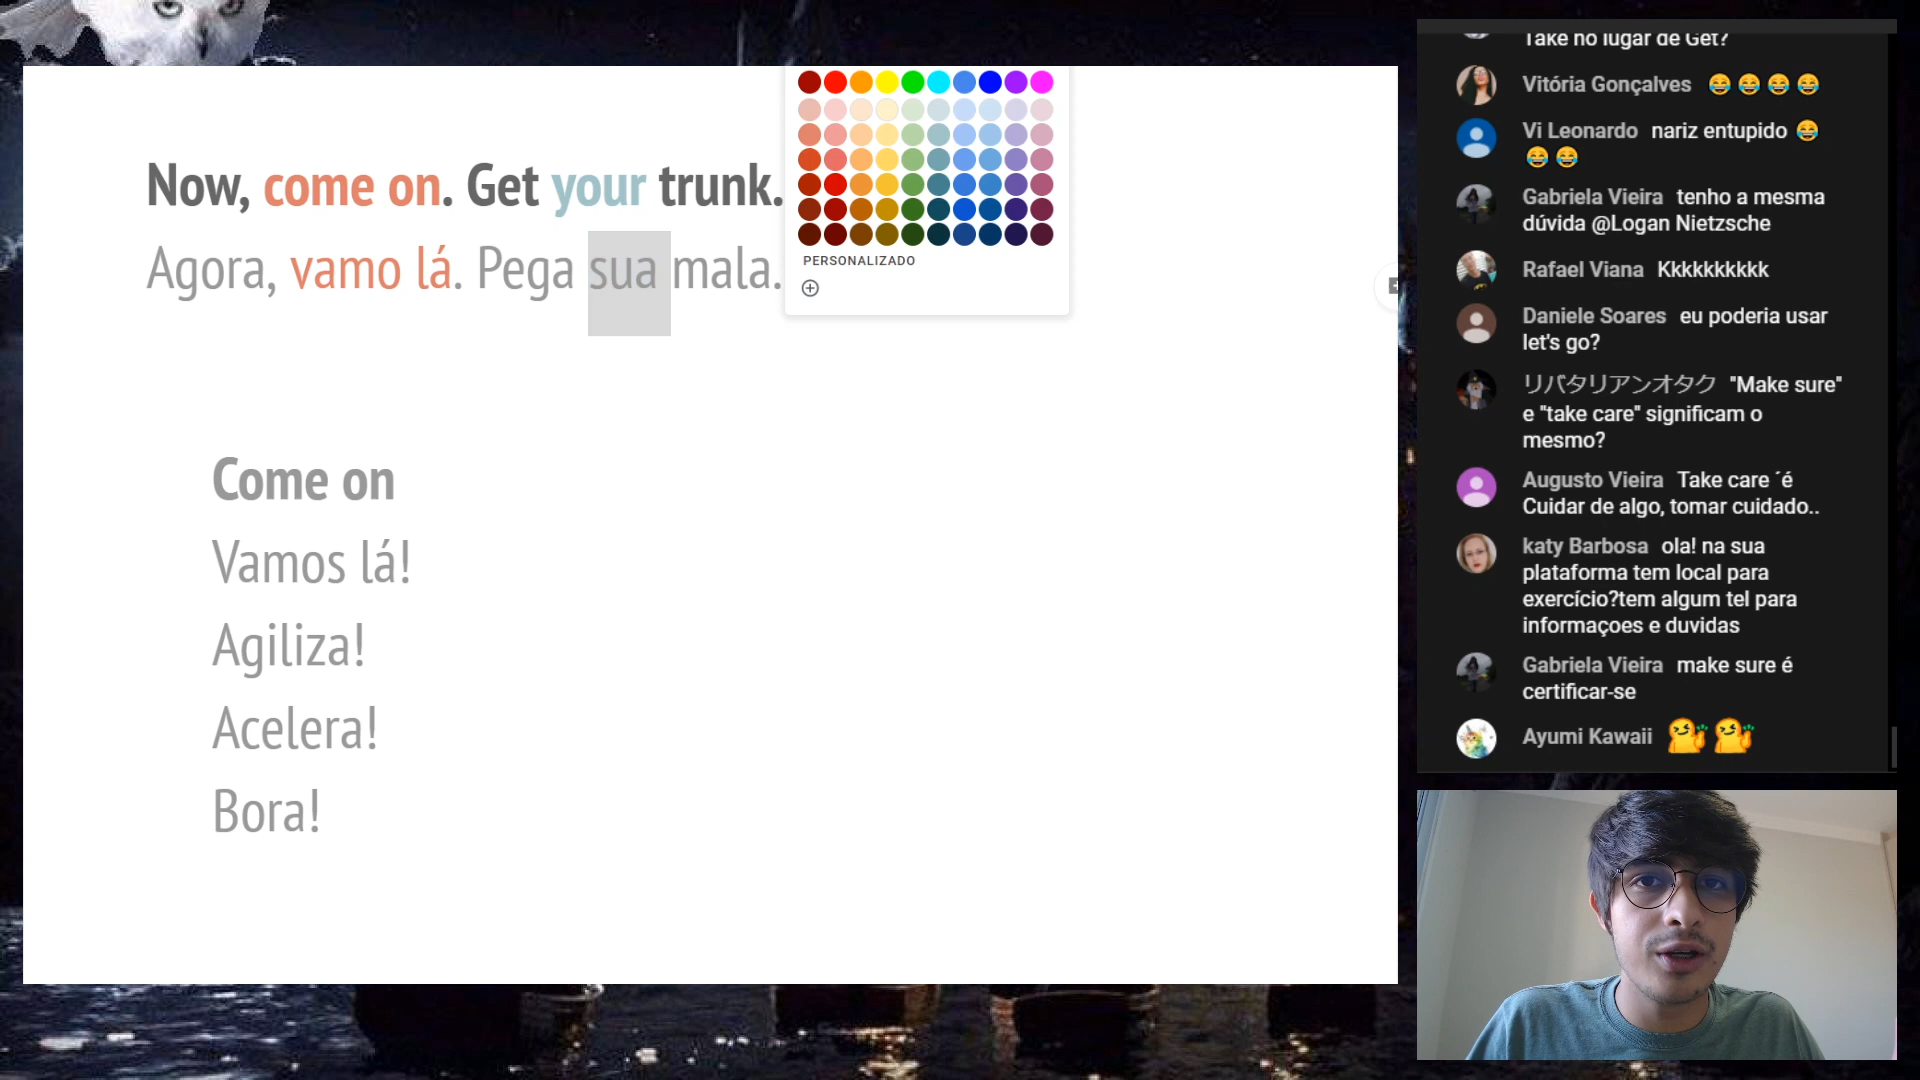 Now, come on. Get your trunk.
Agora, vamo lá. Pega sua mala.
PERSONALIZADO
Come on
Vamos lá!
Agiliza!
Acelera!
Bora!
Take no lugar de Get?
Vitória Gonçalves 😂😂😂😂
Vi Leonardo nariz entupido 😂
😂😂
Gabriela Vieira tenho a mesma
dúvida @Logan Nietzsche
Rafael Viana Kkkkkkkkkk
Daniele Soares eu poderia usar
let's go?
リバタリアンオタク "Make sure"
e "take care" significam o
mesmo?
Augusto Vieira Take care ´é
Cuidar de algo, tomar cuidado..
katy Barbosa ola! na sua
plataforma tem local para
exercício?tem algum tel para
informaçoes e duvidas
Gabriela Vieira make sure é
certificar-se
Ayumi Kawaii